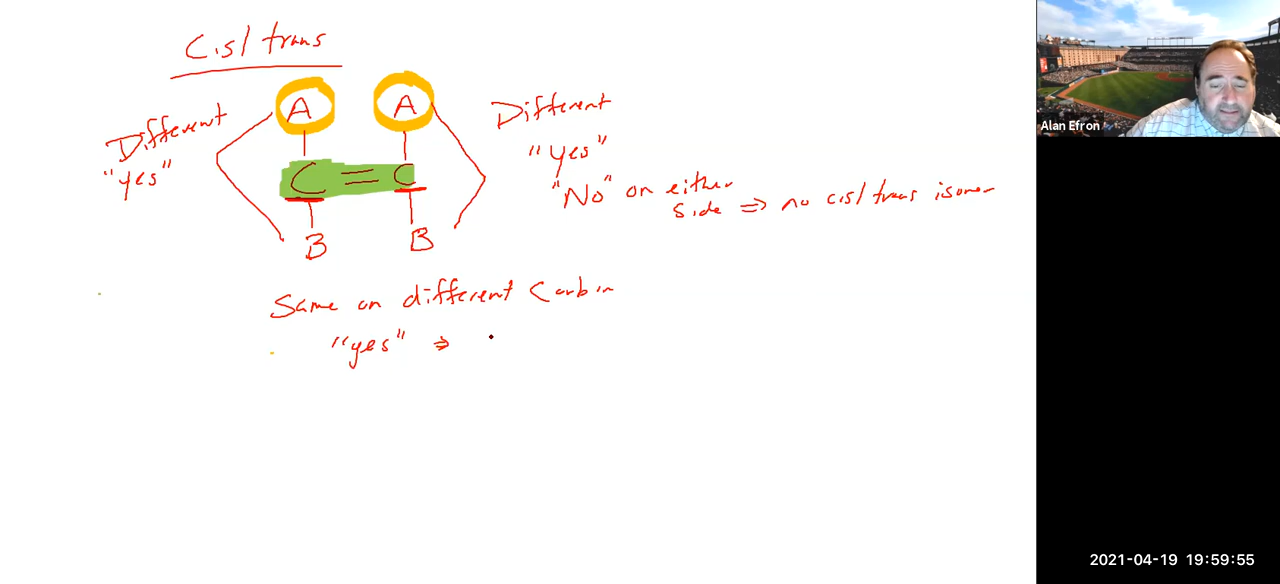 Cis/trans
A A
Different
"yes"
Different
"yes"
C = C
"No" on either
side ⇒ no cis/trans isomer
B B
Same on different Carbin
"yes" ⇒
Alan Efron
2021-04-19 19:59:55